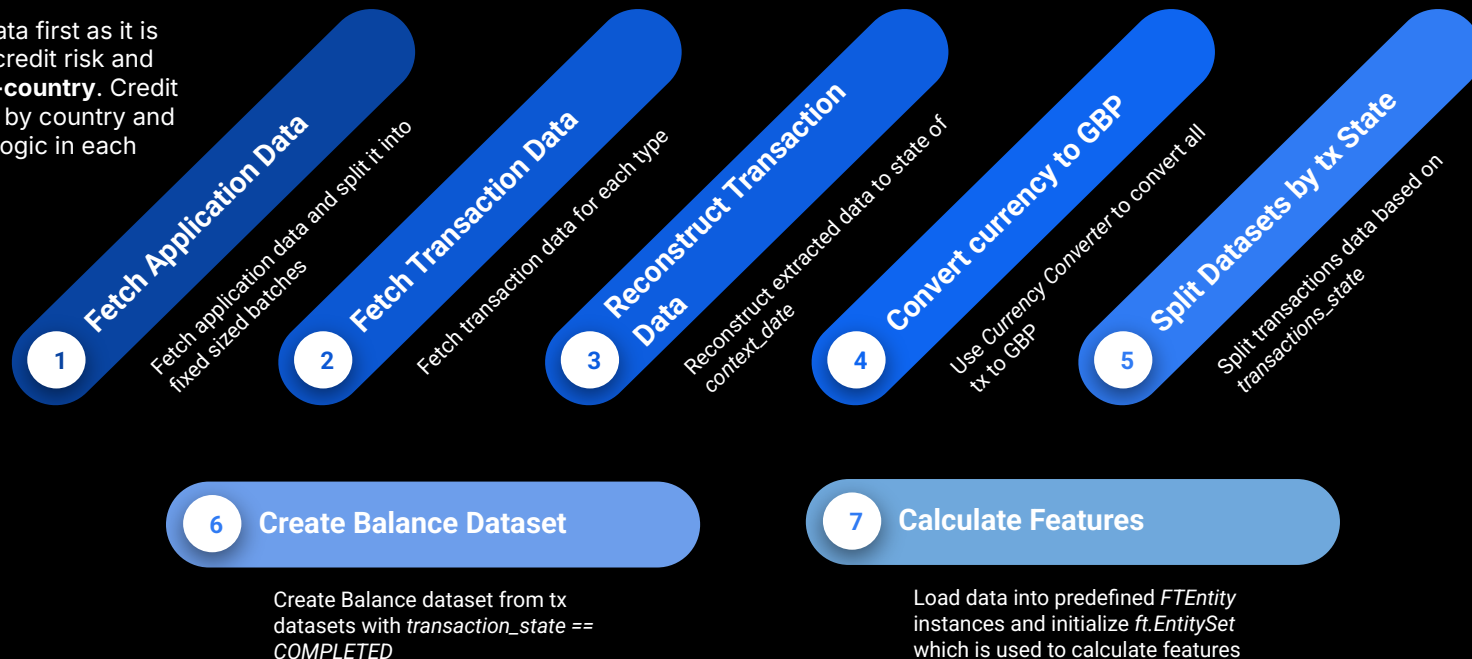 ata first as it is
credit risk and
-country. Credit
by country and
ogic in each
1
Fetch Application Data
Fetch application data and split it into
fixed sized batches
2
Fetch Transaction Data
Fetch transaction data for each type
3
Reconstruct Transaction
Data
Reconstruct extracted data to state of
context_date
4
Convert currency to GBP
Use Currency Converter to convert all
tx to GBP
5
Split Datasets by tx State
Split transactions data based on
transactions_state
6
Create Balance Dataset
Create Balance dataset from tx
datasets with transaction_state ==
COMPLETED
7
Calculate Features
Load data into predefined FTEntity
instances and initialize ft.EntitySet
which is used to calculate features